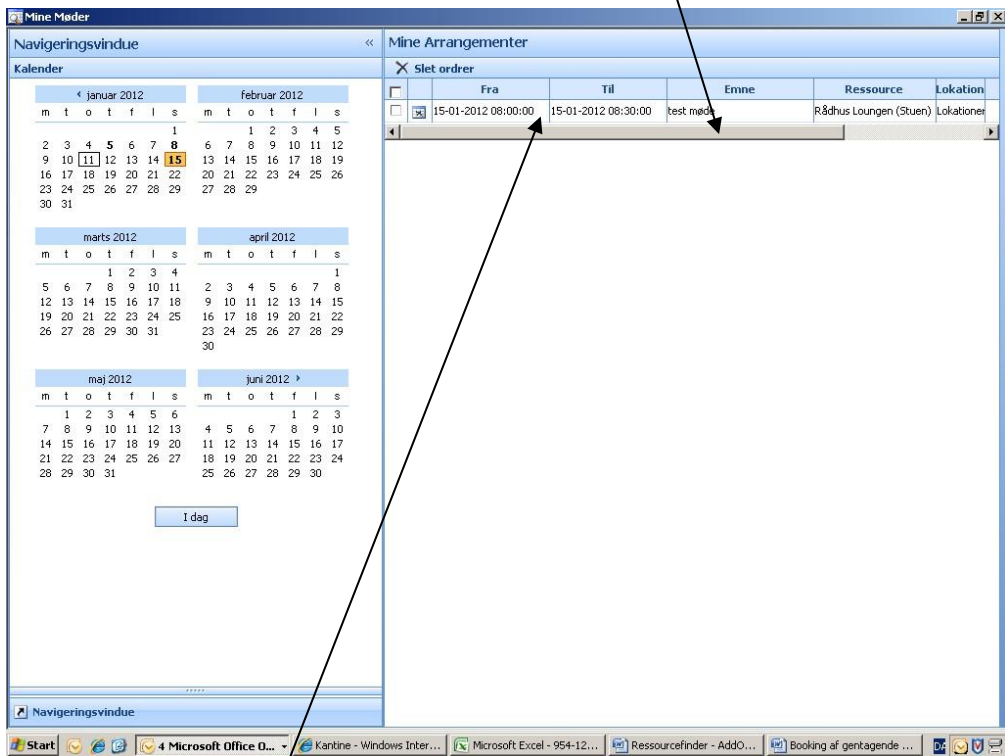 Mine Møder
Navigeringsvindue «
Kalender
januar 2012
m t o t f l s
1
2 3 4 5 6 7 8
9 10 11 12 13 14 15
16 17 18 19 20 21 22
23 24 25 26 27 28 29
30 31
februar 2012
m t o t f l s
1 2 3 4 5
6 7 8 9 10 11 12
13 14 15 16 17 18 19
20 21 22 23 24 25 26
27 28 29
marts 2012
m t o t f l s
1 2 3 4
5 6 7 8 9 10 11
12 13 14 15 16 17 18
19 20 21 22 23 24 25
26 27 28 29 30 31
april 2012
m t o t f l s
1
2 3 4 5 6 7 8
9 10 11 12 13 14 15
16 17 18 19 20 21 22
23 24 25 26 27 28 29
30
maj 2012
m t o t f l s
1 2 3 4 5 6
7 8 9 10 11 12 13
14 15 16 17 18 19 20
21 22 23 24 25 26 27
28 29 30 31
juni 2012
m t o t f l s
1 2 3
4 5 6 7 8 9 10
11 12 13 14 15 16 17
18 19 20 21 22 23 24
25 26 27 28 29 30
I dag
Navigeringsvindue
Mine Arrangementer
Slet ordrer
Fra Til Emne Ressource Lokation
15-01-2012 08:00:00 15-01-2012 08:30:00 test møde Rådhus Loungen (Stuen) Lokationer
Start 4 Microsoft Office O... Kantine - Windows Inter... Microsoft Excel - 954-12... Ressourcefinder - AddO... Booking af gentagende ... DA